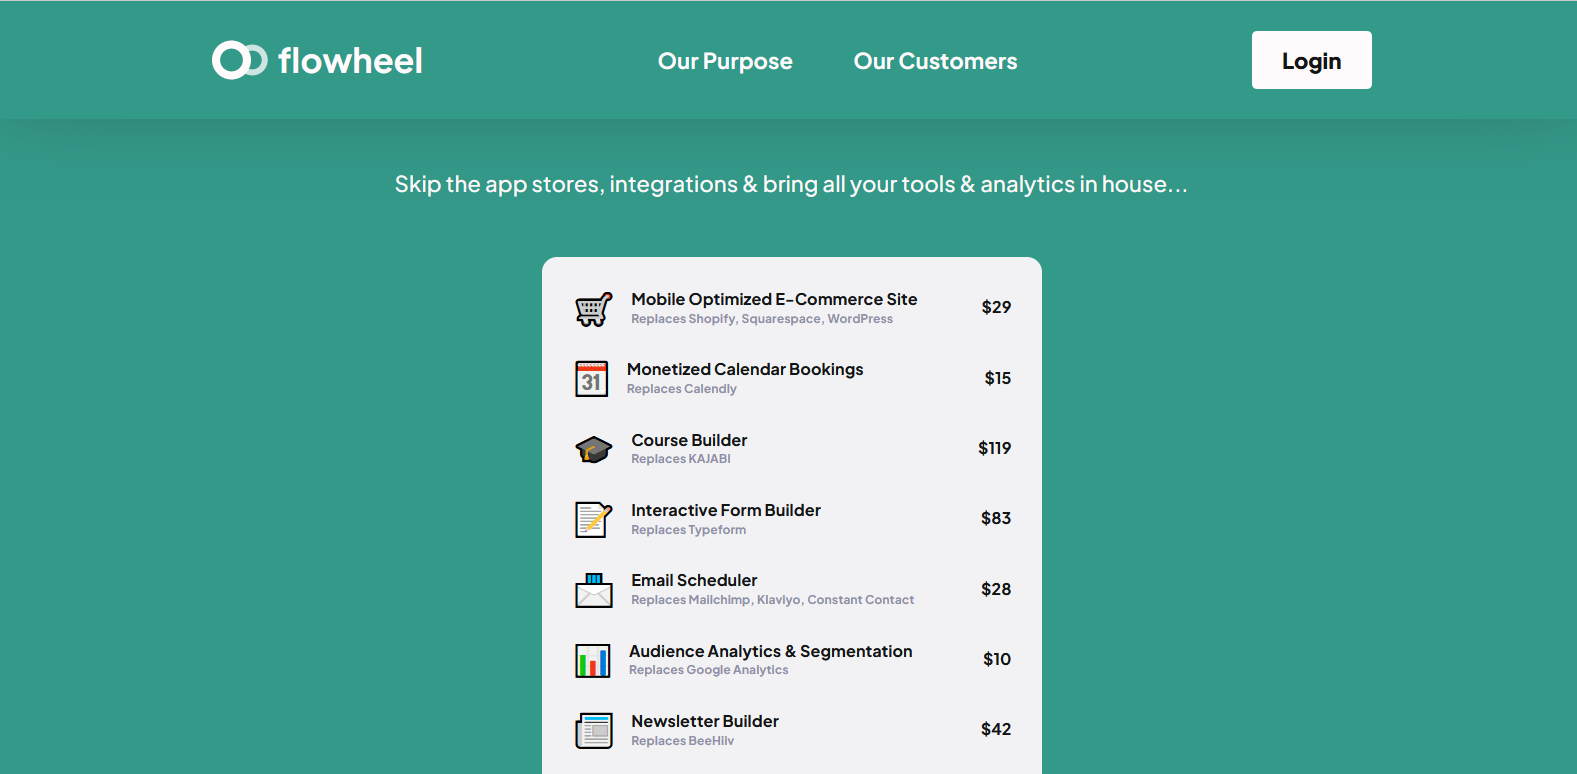 flowheel
Our Purpose
Our Customers
Login
Skip the app stores, integrations & bring all your tools & analytics in house...
Mobile Optimized E-Commerce Site
$29
Replaces Shopify, Squarespace, WordPress
31
Monetized Calendar Bookings
$15
Replaces Calendly
Course Builder
$119
Replaces KAJABI
Interactive Form Builder
$83
Replaces Typeform
Email Scheduler
$28
Replaces Mailchimp, Klaviyo, Constant Contact
Audience Analytics & Segmentation
$10
Replaces Google Analytics
Newsletter Builder
$42
Replaces BeeHiiv